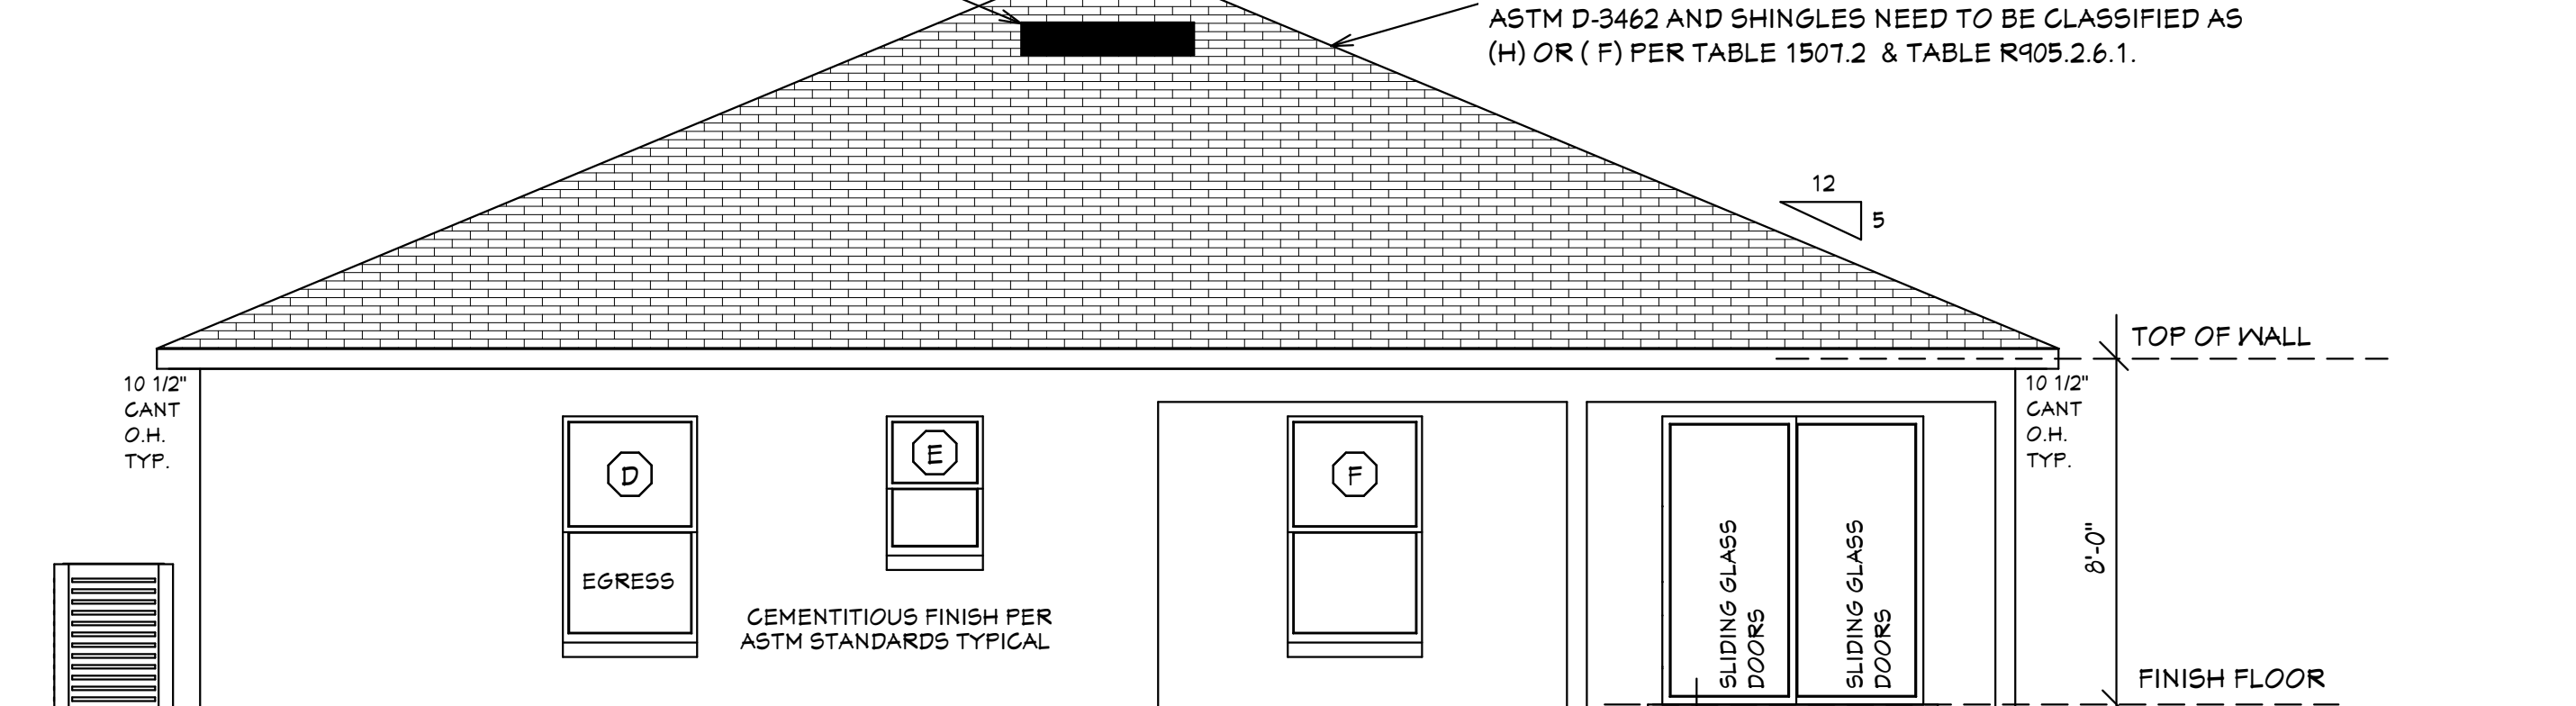 ASTM D-3462 AND SHINGLES NEED TO BE CLASSIFIED AS
(H) OR ( F) PER TABLE 1507.2 & TABLE R905.2.6.1.
12
5
TOP OF WALL
10 1/2"
CANT
O.H.
TYP.
10 1/2"
CANT
O.H.
TYP.
D
E
F
EGRESS
CEMENTITIOUS FINISH PER
ASTM STANDARDS TYPICAL
SLIDING GLASS
DOORS
SLIDING GLASS
DOORS
8'-0"
FINISH FLOOR